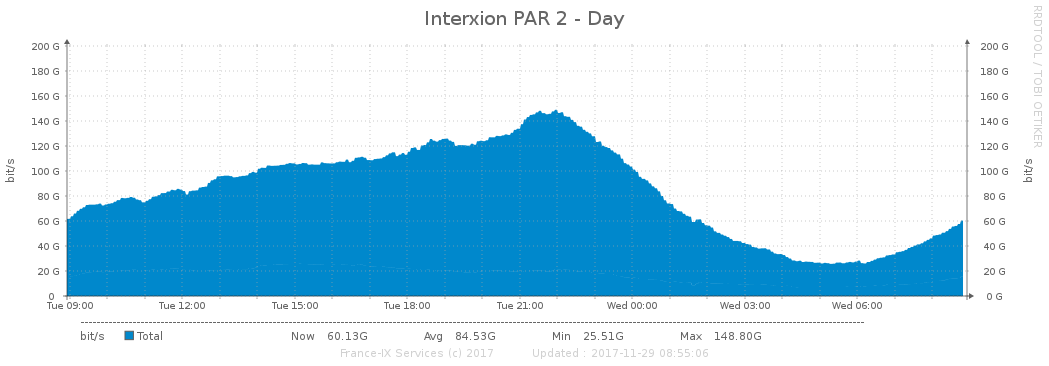 Interxion PAR 2 - Day
RRDTOOL / TOBI OETIKER
bit/s
bit/s
200 G 200 G
180 G 180 G
160 G 160 G
140 G 140 G
120 G 120 G
100 G 100 G
80 G 80 G
60 G 60 G
40 G 40 G
20 G 20 G
0 0 G
Tue 09:00 Tue 12:00 Tue 15:00 Tue 18:00 Tue 21:00 Wed 00:00 Wed 03:00 Wed 06:00
bit/s Total Now 60.13G Avg 84.53G Min 25.51G Max 148.80G
France-IX Services (c) 2017 Updated : 2017-11-29 08:55:06